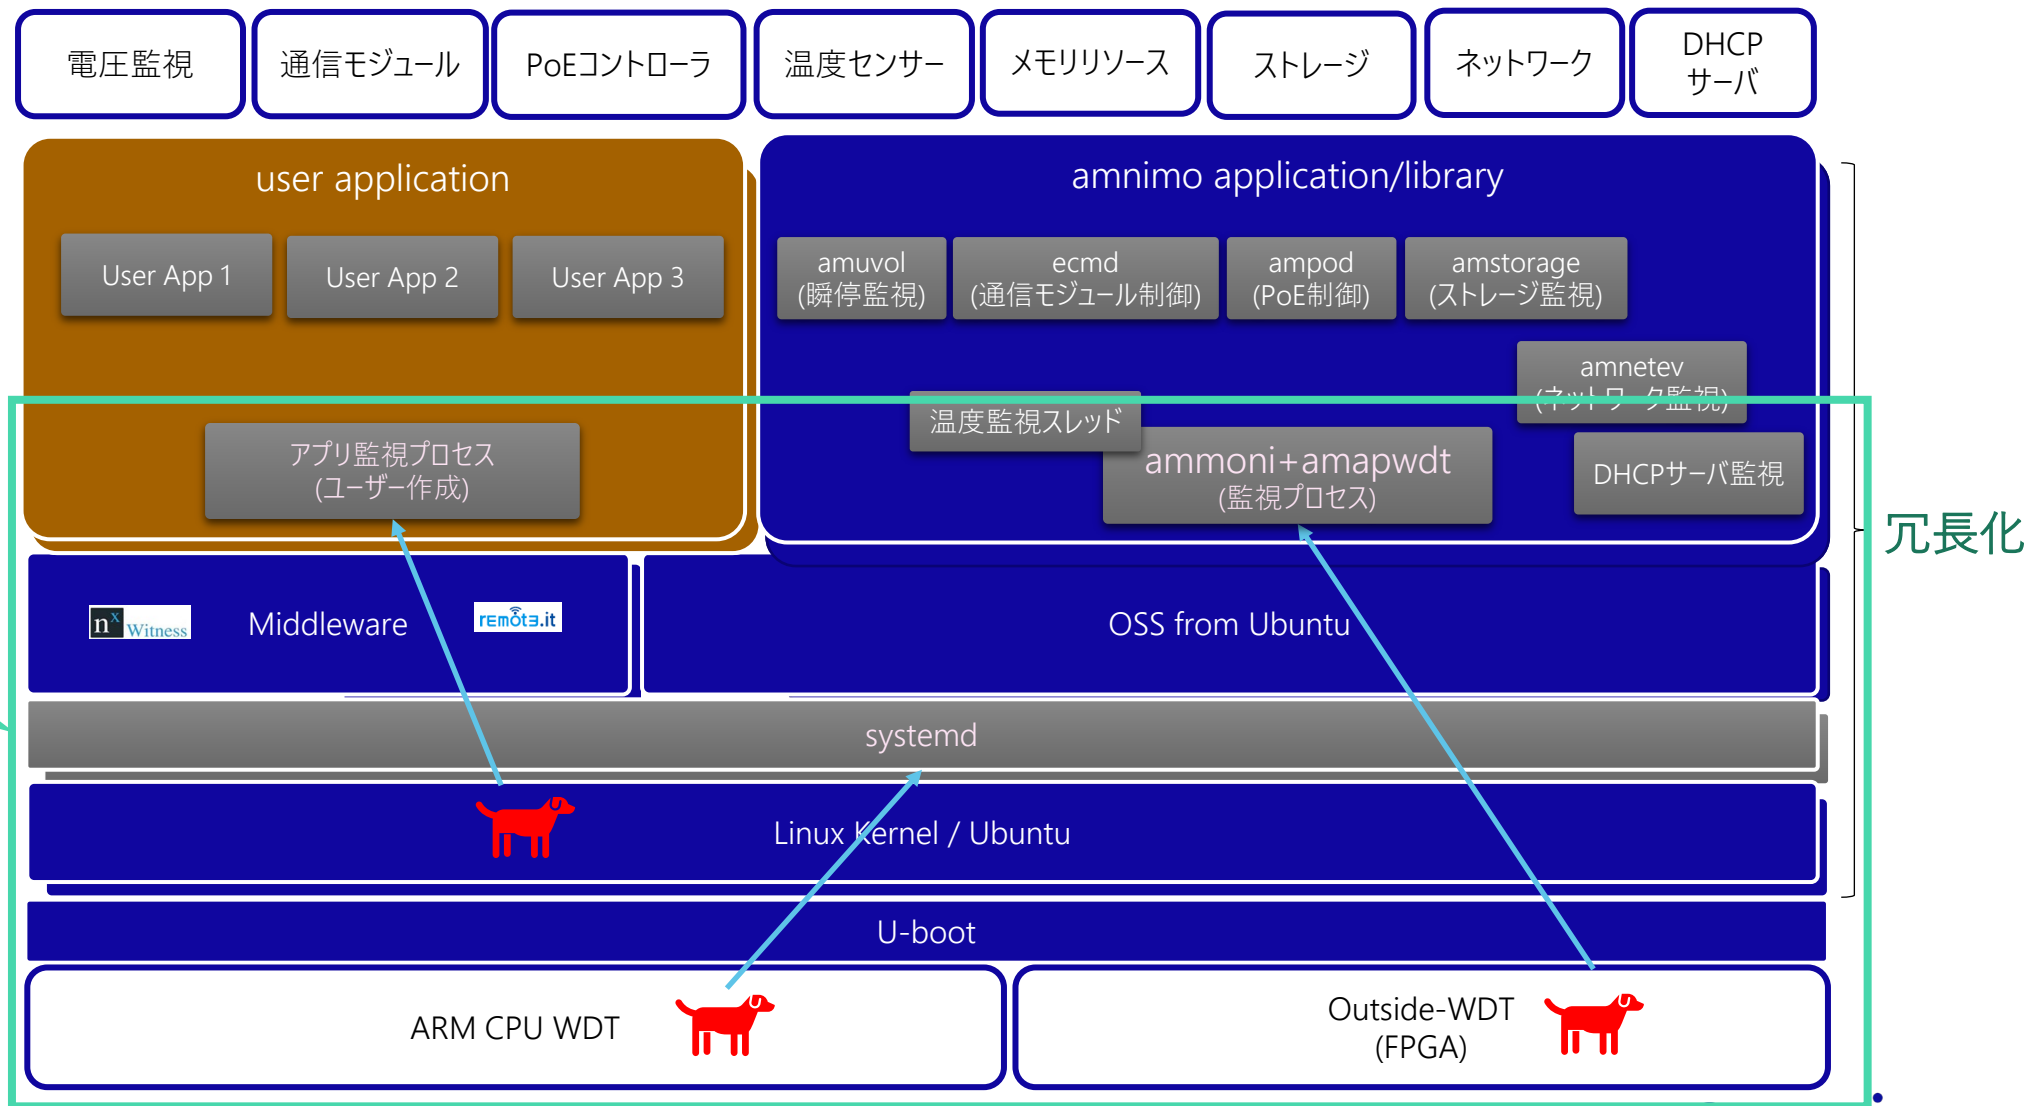 電圧監視
通信モジュール
PoEコントローラ
温度センサー
メモリリソース
ストレージ
ネットワーク
DHCP
サーバ
user application
User App 1
User App 2
User App 3
アプリ監視プロセス
(ユーザー作成)
amnimo application/library
amuvol
(瞬停監視)
ecmd
(通信モジュール制御)
ampod
(PoE制御)
amstorage
(ストレージ監視)
amnetev
(ネットワーク監視)
温度監視スレッド
ammoni+amapwdt
(監視プロセス)
DHCPサーバ監視
冗長化
nx Witness
Middleware
remote.it
OSS from Ubuntu
systemd
Linux Kernel / Ubuntu
U-boot
ARM CPU WDT
Outside-WDT
(FPGA)